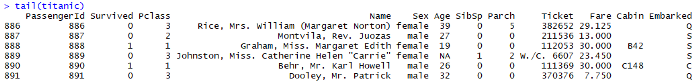 > tail(titanic)
PassengerId Survived Pclass Name Sex Age SibSp Parch Ticket Fare Cabin Embarked
886 886 0 3 Rice, Mrs. William (Margaret Norton) female 39 0 5 382652 29.125 Q
887 887 0 2 Montvila, Rev. Juozas male 27 0 0 211536 13.000 S
888 888 1 1 Graham, Miss. Margaret Edith female 19 0 0 112053 30.000 B42 S
889 889 0 3 Johnston, Miss. Catherine Helen "Carrie" female NA 1 2 W./C. 6607 23.450 S
890 890 1 1 Behr, Mr. Karl Howell male 26 0 0 111369 30.000 C148 C
891 891 0 3 Dooley, Mr. Patrick male 32 0 0 370376 7.750 Q